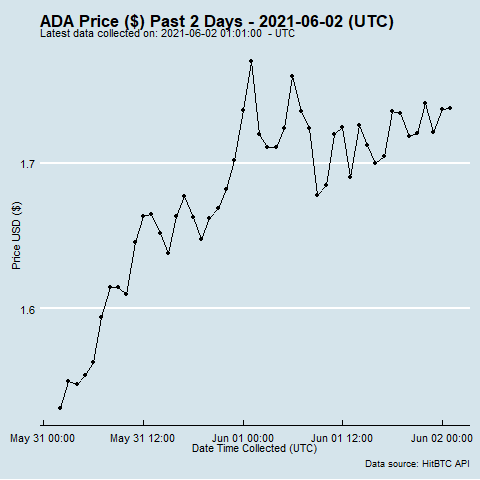 ADA Price ($) Past 2 Days - 2021-06-02 (UTC)
Latest data collected on: 2021-06-02 01:01:00  - UTC
1.7
Price USD ($)
1.6
May 31 00:00
May 31 12:00
Jun 01 00:00
Jun 01 12:00
Jun 02 00:00
Date Time Collected (UTC)
Data source: HitBTC API